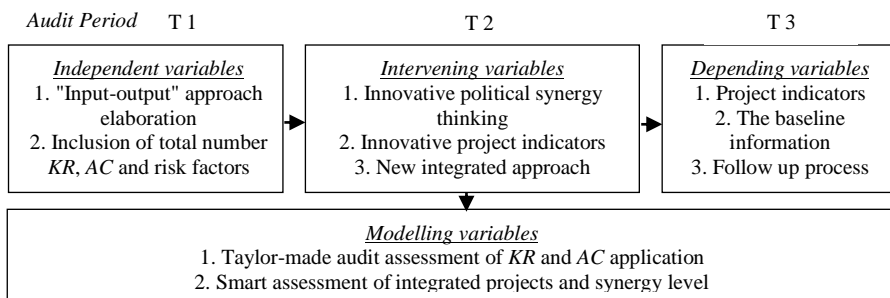 Audit Period T 1 T 2 T 3
Independent variables
1. "Input-output" approach
elaboration
2. Inclusion of total number
KR, AC and risk factors
Intervening variables
1. Innovative political synergy
thinking
2. Innovative project indicators
3. New integrated approach
Depending variables
1. Project indicators
2. The baseline
information
3. Follow up process
Modelling variables
1. Taylor-made audit assessment of KR and AC application
2. Smart assessment of integrated projects and synergy level